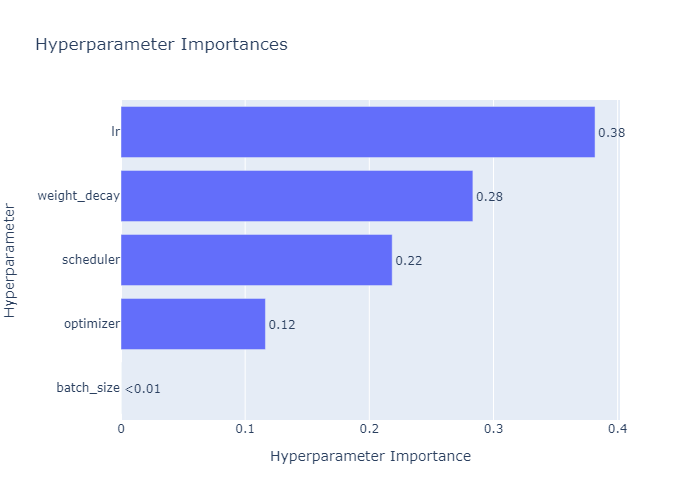 Hyperparameter Importances
Hyperparameter
lr
0.38
weight_decay
0.28
scheduler
0.22
optimizer
0.12
batch_size
<0.01
0
0.1
0.2
0.3
0.4
Hyperparameter Importance